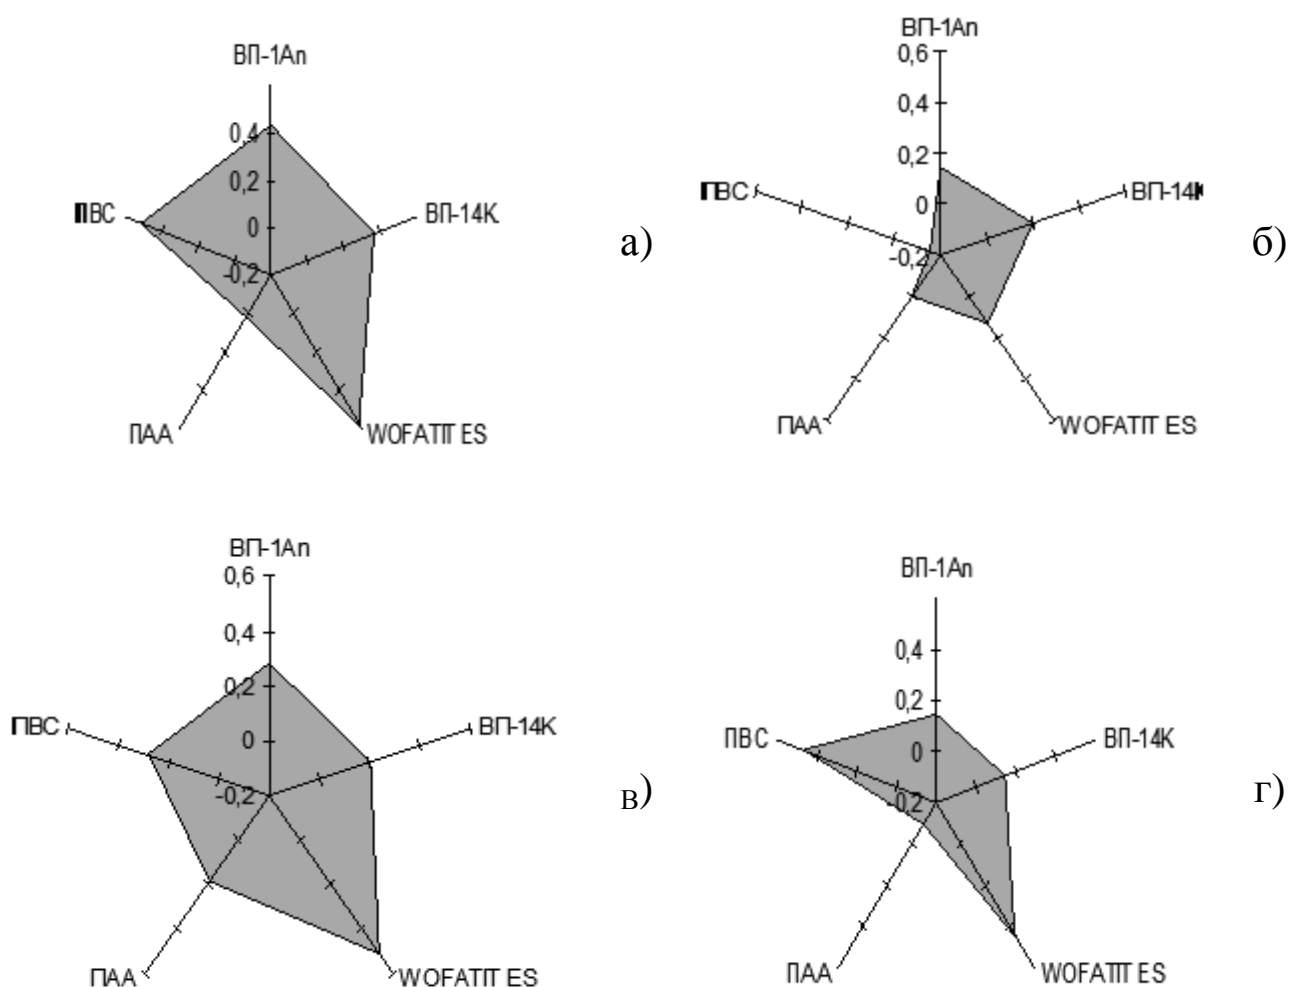 ВП-1Ап
0,4
0,2
0
-0,2
ПВС
ВП-14К
ПАА
WOFATIT ES
а)
ВП-1Ап
0,6
0,4
0,2
0
-0,2
ПВС
ВП-14К
ПАА
WOFATIT ES
б)
ВП-1Ап
0,6
0,4
0,2
0
-0,2
ПВС
ВП-14К
ПАА
WOFATIT ES
в)
ВП-1Ап
0,4
0,2
0
-0,2
ПВС
ВП-14К
ПАА
WOFATIT ES
г)